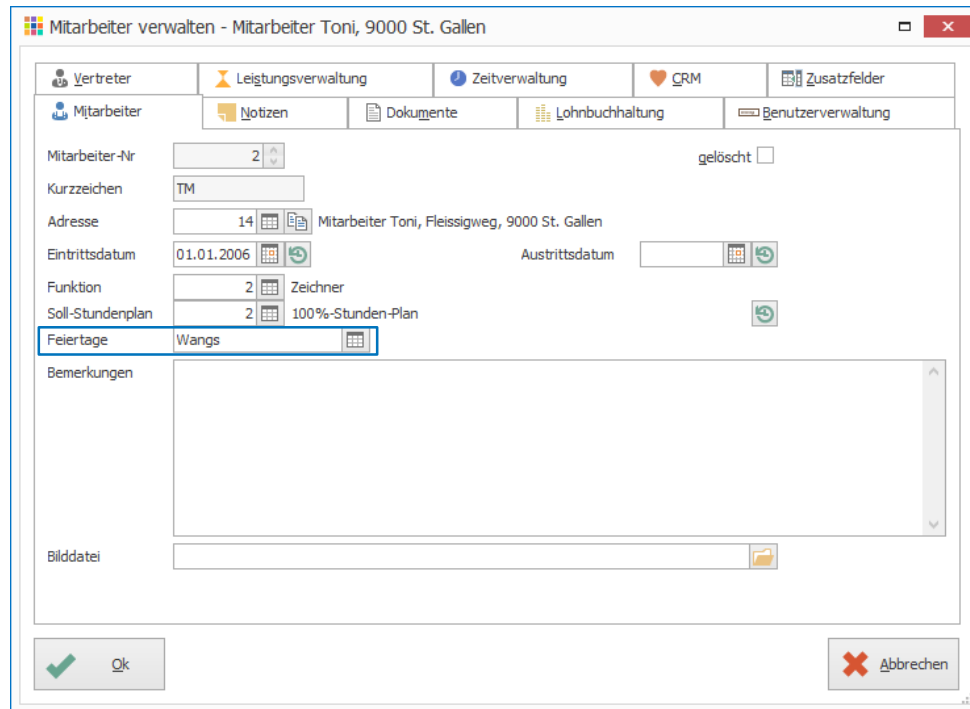 Mitarbeiter verwalten - Mitarbeiter Toni, 9000 St. Gallen
Vertreter Leistungsverwaltung Zeitverwaltung CRM Zusatzfelder
Mitarbeiter Notizen Dokumente Lohnbuchhaltung Benutzerverwaltung
Mitarbeiter-Nr 2 gelöscht
Kurzzeichen TM
Adresse 14 Mitarbeiter Toni, Fleissigweg, 9000 St. Gallen
Eintrittsdatum 01.01.2006 Austrittsdatum
Funktion 2 Zeichner
Soll-Stundenplan 2 100%-Stunden-Plan
Feiertage Wangs
Bemerkungen
Bilddatei
Ok Abbrechen